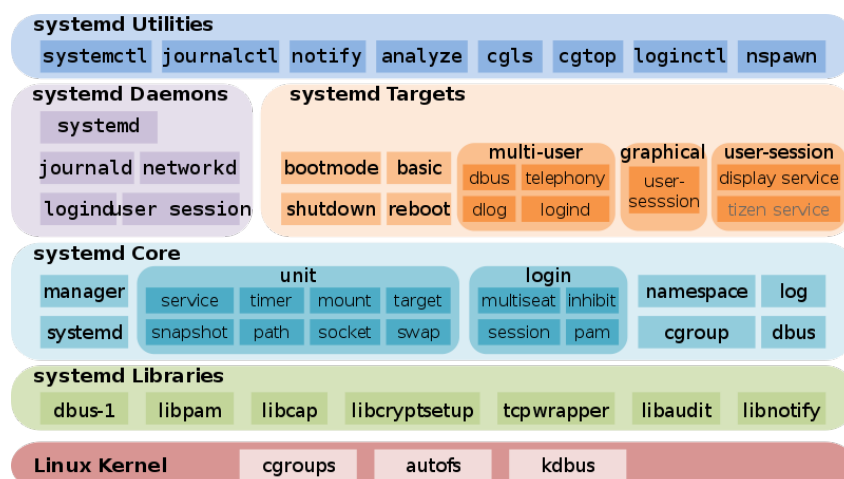 systemd Utilities
systemctl journalctl notify analyze cgls cgtop loginctl nspawn
systemd Daemons
systemd
journald networkd
logind user session
systemd Targets
bootmode basic
shutdown reboot
multi-user
dbus telephony
dlog logind
graphical
user-
sesssion
user-session
display service
tizen service
systemd Core
manager
systemd
unit
service timer mount target
snapshot path socket swap
login
multiseat inhibit
session pam
namespace log
cgroup dbus
systemd Libraries
dbus-1 libpam libcap libcryptsetup tcpwrapper libaudit libnotify
Linux Kernel cgroups autofs kdbus